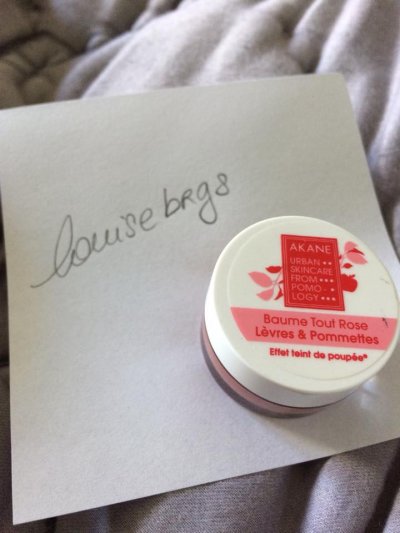 louisebrgs
AKANE
URBAN
SKINCARE
FROM
POMO-
LOGY
Baume Tout Rose
Lèvres & Pommettes
Effet teint de poupée*